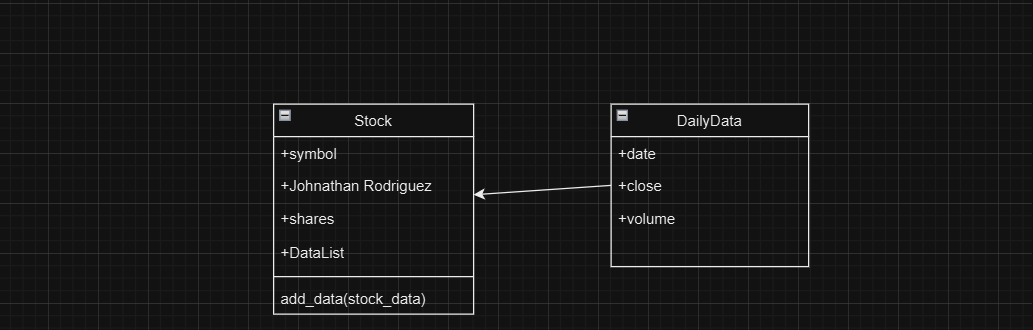 Stock
+symbol
+Johnathan Rodriguez
+shares
+DataList
add_data(stock_data)
DailyData
+date
+close
+volume